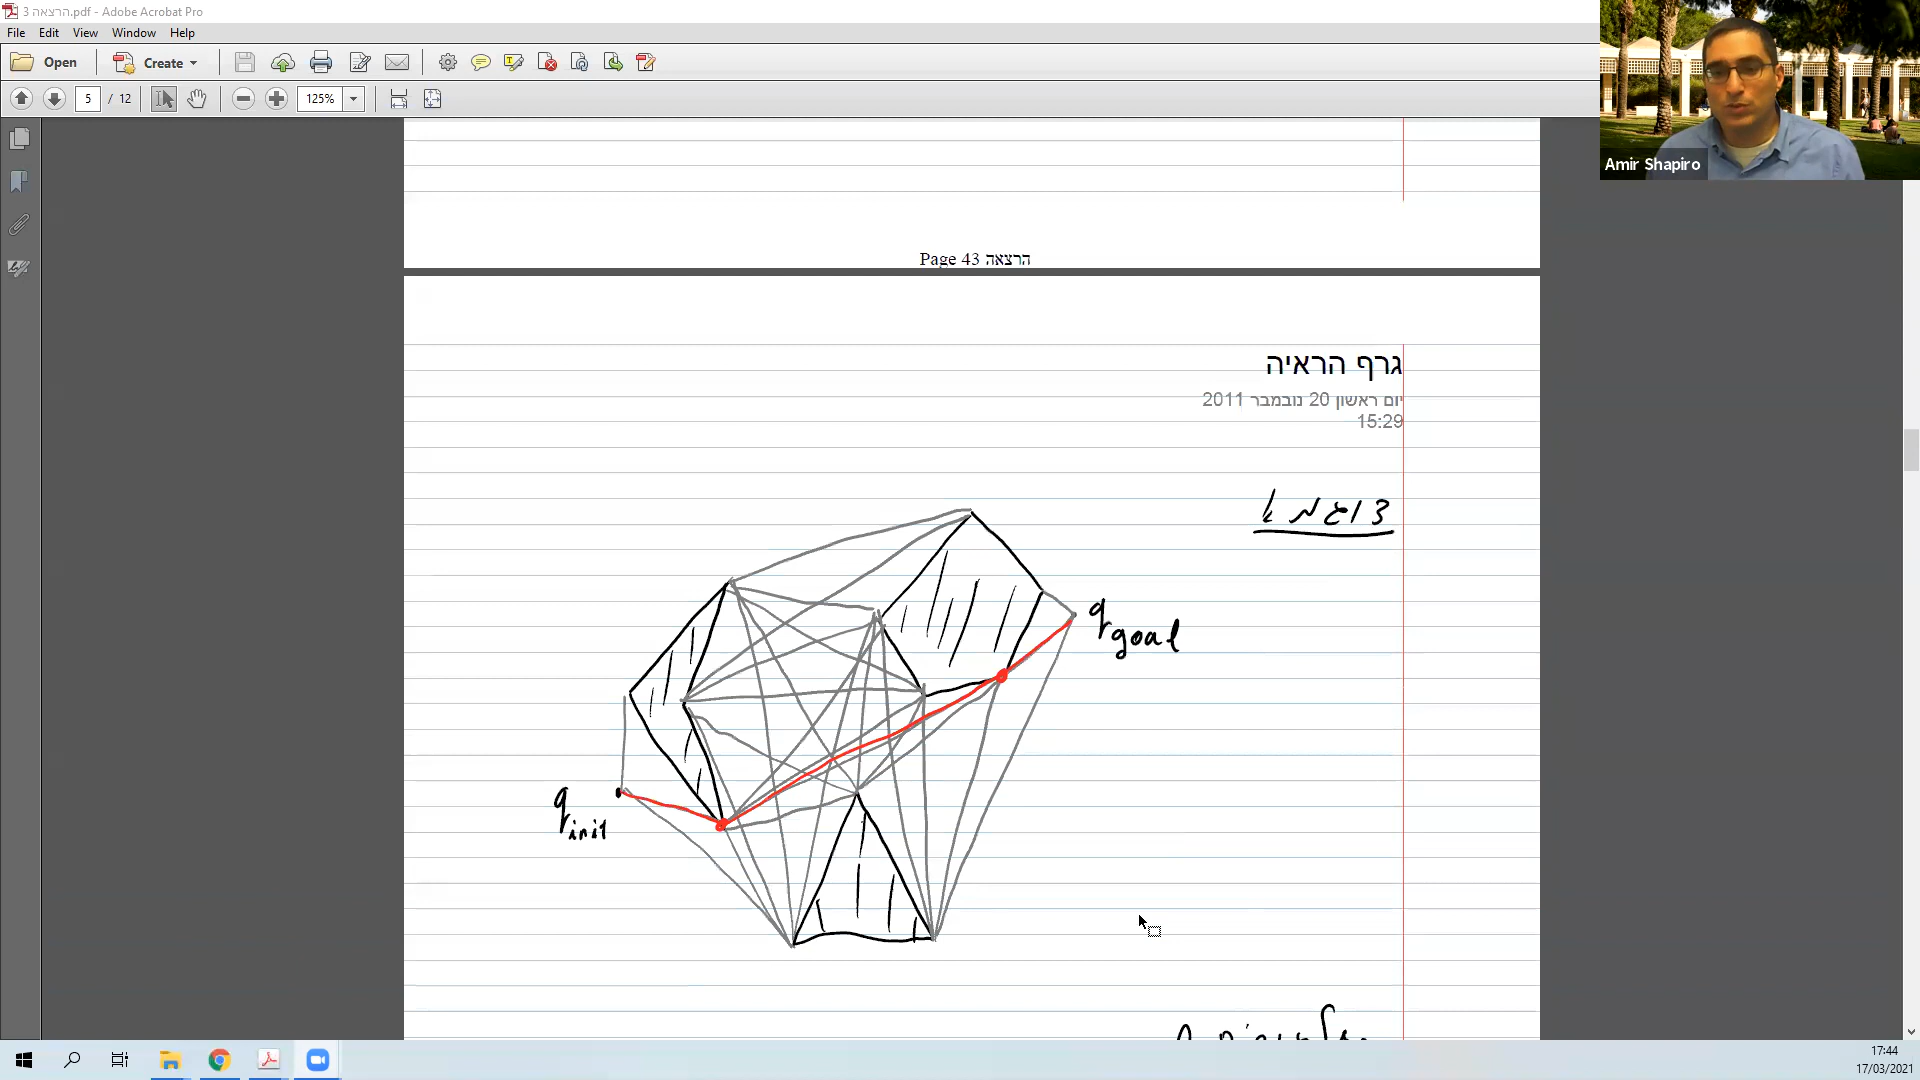 הרצאה 3.pdf - Adobe Acrobat Pro
File Edit View Window Help
Open Create
5 / 12 125%
Amir Shapiro
Page 43 הרצאה
גרף הראיה
יום ראשון 20 נובמבר 2011
15:29
דוגמא
q goal
q init
17:44
17/03/2021